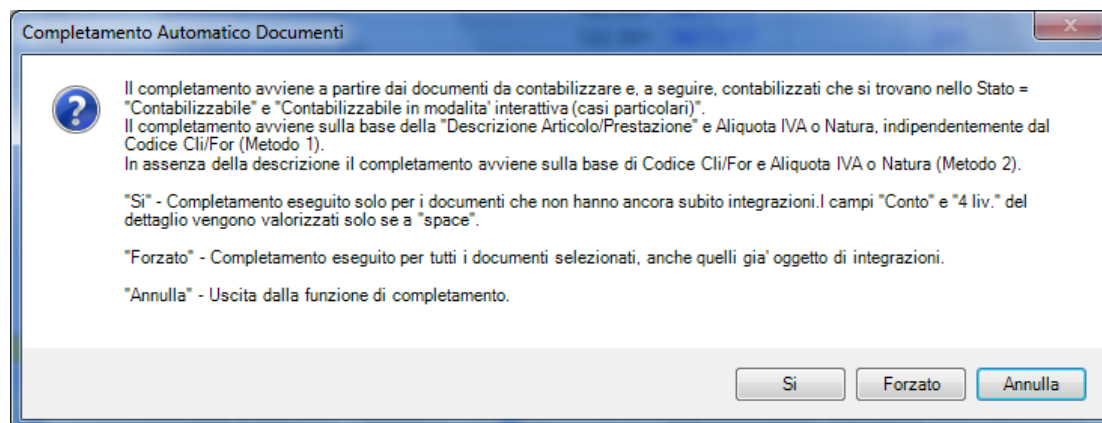 Completamento Automatico Documenti
Il completamento avviene a partire dai documenti da contabilizzare e, a seguire, contabilizzati che si trovano nello Stato =
"Contabilizzabile" e "Contabilizzabile in modalita' interattiva (casi particolari)".
Il completamento avviene sulla base della "Descrizione Articolo/Prestazione" e Aliquota IVA o Natura, indipendentemente dal
Codice Cli/For (Metodo 1).
In assenza della descrizione il completamento avviene sulla base di Codice Cli/For e Aliquota IVA o Natura (Metodo 2).
"Si" - Completamento eseguito solo per i documenti che non hanno ancora subito integrazioni.I campi "Conto" e "4 liv." del
dettaglio vengono valorizzati solo se a "space".
"Forzato" - Completamento eseguito per tutti i documenti selezionati, anche quelli gia' oggetto di integrazioni.
"Annulla" - Uscita dalla funzione di completamento.
Si Forzato Annulla